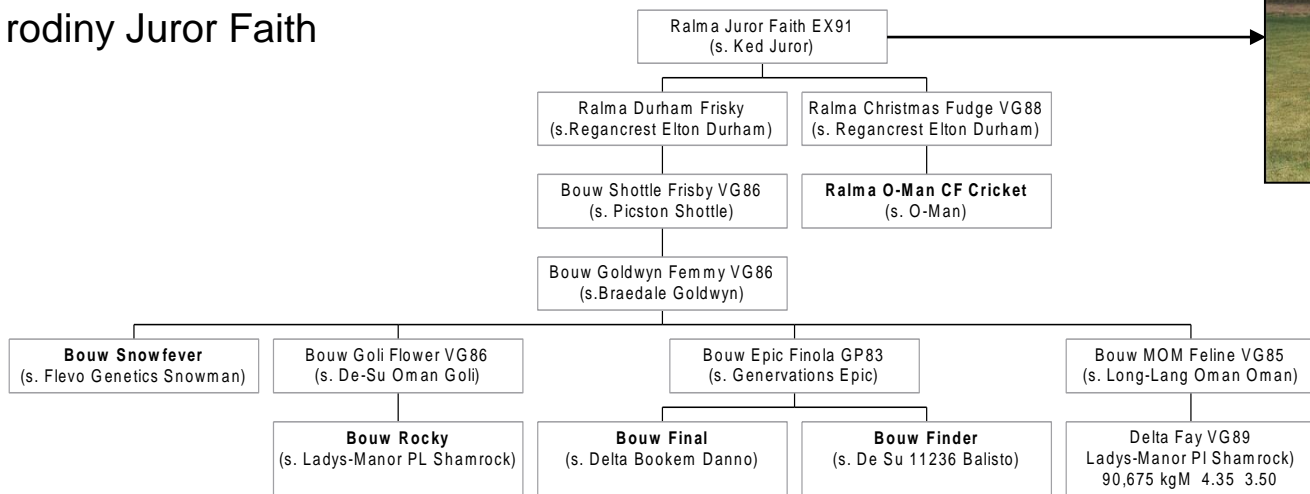 rodiny Juror Faith
Ralma Juror Faith EX91
(s. Ked Juror)
Ralma Durham Frisky
(s.Regancrest Elton Durham)
Ralma Christmas Fudge VG88
(s. Regancrest Elton Durham)
Bouw Shottle Frisby VG86
(s. Picston Shottle)
Ralma O-Man CF Cricket
(s. O-Man)
Bouw Goldwyn Femmy VG86
(s.Braedale Goldwyn)
Bouw Snowfever
(s. Flevo Genetics Snowman)
Bouw Goli Flower VG86
(s. De-Su Oman Goli)
Bouw Epic Finola GP83
(s. Genervations Epic)
Bouw MOM Feline VG85
(s. Long-Lang Oman Oman)
Bouw Rocky
(s. Ladys-Manor PL Shamrock)
Bouw Final
(s. Delta Bookem Danno)
Bouw Finder
(s. De Su 11236 Balisto)
Delta Fay VG89
Ladys-Manor Pl Shamrock)
90,675 kgM 4.35 3.50